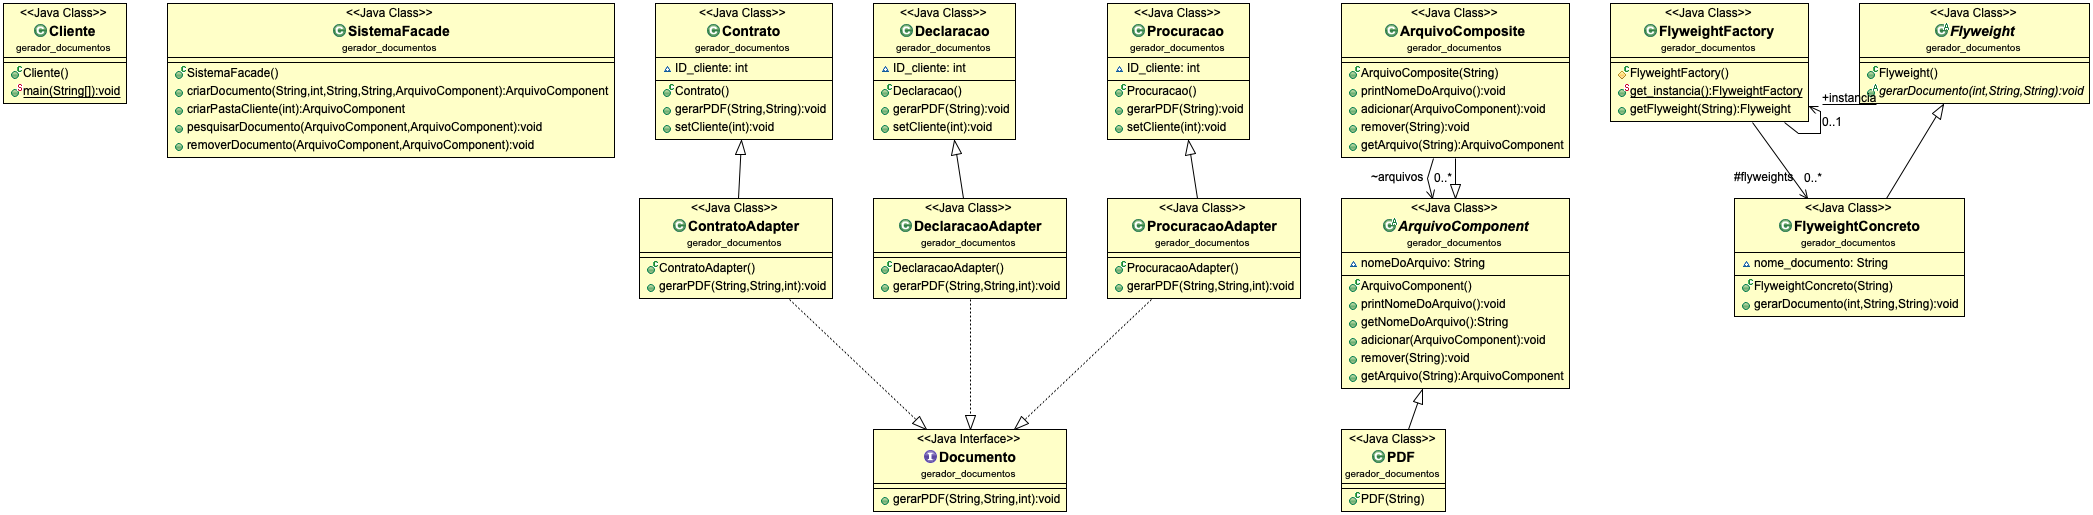 <<Java Class>>
Cliente
gerador_documentos
Cliente()
main(String[]):void
<<Java Class>>
SistemaFacade
gerador_documentos
SistemaFacade()
criarDocumento(String,int,String,String,ArquivoComponent):ArquivoComponent
criarPastaCliente(int):ArquivoComponent
pesquisarDocumento(ArquivoComponent,ArquivoComponent):void
removerDocumento(ArquivoComponent,ArquivoComponent):void
<<Java Class>>
Contrato
gerador_documentos
ID_cliente: int
Contrato()
gerarPDF(String,String):void
setCliente(int):void
<<Java Class>>
Declaracao
gerador_documentos
ID_cliente: int
Declaracao()
gerarPDF(String):void
setCliente(int):void
<<Java Class>>
Procuracao
gerador_documentos
ID_cliente: int
Procuracao()
gerarPDF(String):void
setCliente(int):void
<<Java Class>>
ArquivoComposite
gerador_documentos
ArquivoComposite(String)
printNomeDoArquivo():void
adicionar(ArquivoComponent):void
remover(String):void
getArquivo(String):ArquivoComponent
<<Java Class>>
FlyweightFactory
gerador_documentos
FlyweightFactory()
get_instancia():FlyweightFactory
getFlyweight(String):Flyweight
<<Java Class>>
Flyweight
gerador_documentos
Flyweight()
gerarDocumento(int,String,String):void
+instancia
0..1
~arquivos
0..*
#flyweights
0..*
<<Java Class>>
ContratoAdapter
gerador_documentos
ContratoAdapter()
gerarPDF(String,String,int):void
<<Java Class>>
DeclaracaoAdapter
gerador_documentos
DeclaracaoAdapter()
gerarPDF(String,String,int):void
<<Java Class>>
ProcuracaoAdapter
gerador_documentos
ProcuracaoAdapter()
gerarPDF(String,String,int):void
<<Java Class>>
ArquivoComponent
gerador_documentos
nomeDoArquivo: String
ArquivoComponent()
printNomeDoArquivo():void
getNomeDoArquivo():String
adicionar(ArquivoComponent):void
remover(String):void
getArquivo(String):ArquivoComponent
<<Java Class>>
FlyweightConcreto
gerador_documentos
nome_documento: String
FlyweightConcreto(String)
gerarDocumento(int,String,String):void
<<Java Interface>>
Documento
gerador_documentos
gerarPDF(String,String,int):void
<<Java Class>>
PDF
gerador_documentos
PDF(String)